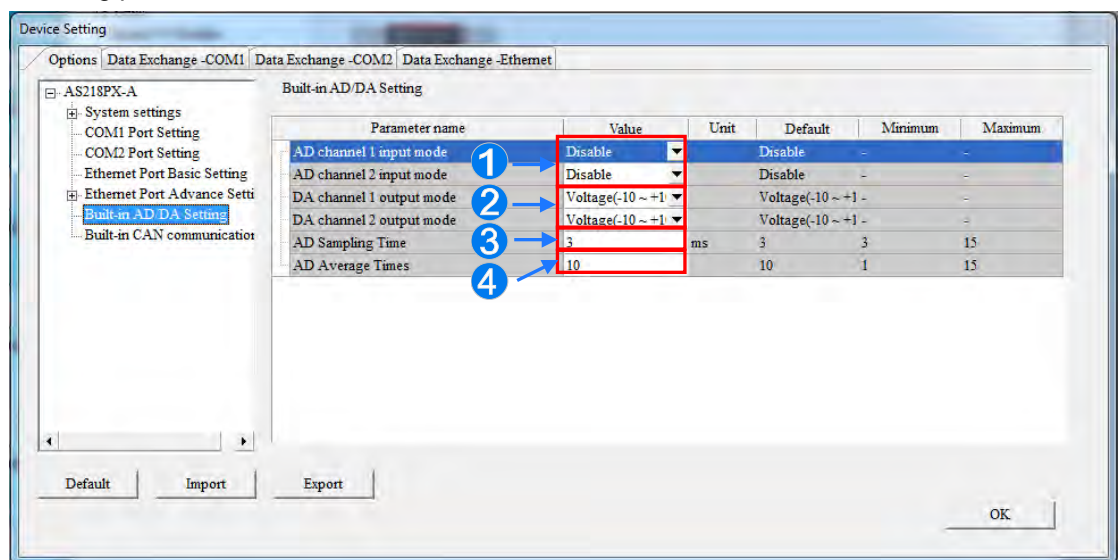 Device Setting
Options Data Exchange -COM1 Data Exchange -COM2 Data Exchange -Ethernet
AS218PX-A
System settings
COM1 Port Setting
COM2 Port Setting
Ethernet Port Basic Setting
Ethernet Port Advance Setti
Built-in AD/DA Setting
Built-in CAN communication
Built-in AD/DA Setting
Parameter name Value Unit Default Minimum Maximum
AD channel 1 input mode 1 Disable Disable - -
AD channel 2 input mode Disable Disable - -
DA channel 1 output mode 2 Voltage(-10 ~ +1 Voltage(-10 ~ +1 - -
DA channel 2 output mode Voltage(-10 ~ +1 Voltage(-10 ~ +1 - -
AD Sampling Time 3 3 ms 3 3 15
AD Average Times 4 10 10 1 15
Default Import Export
OK